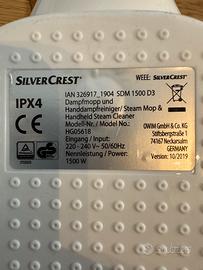 SILVERCREST®
WEEE: SILVERCREST®
IPX4
IAN 326917_1904 SDM 1500 D3
Dampfmopp und
Handdampfreiniger/ Steam Mop &
Handheld Steam Cleaner
Modell-Nr. / Model No.:
HG05618
Eingang / Input:
220 - 240 V~ 50/60Hz
Nennleistung / Power:
1500 W
OWIM GmbH & Co. KG
Stiftsbergstraße 1
74167 Neckarsulm
GERMANY
Version: 10/2019
CE
subito